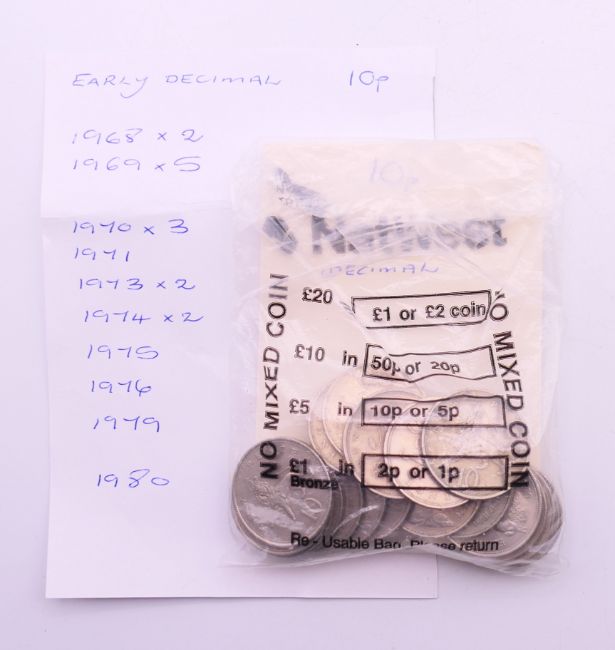 EARLY DECIMAL 10p
1968 x 2
1969 x 5
1970 x 3
1971
1973 x 2
1974 x 2
1975
1976
1979
1980
10p
NatWest
DECIMAL
NO MIXED COIN
£20 £1 or £2 coin
£10 in 50p or 20p
£5 in 10p or 5p
£1 in 2p or 1p
Bronze
NO MIXED COIN
Re - Usable Bag, Please return